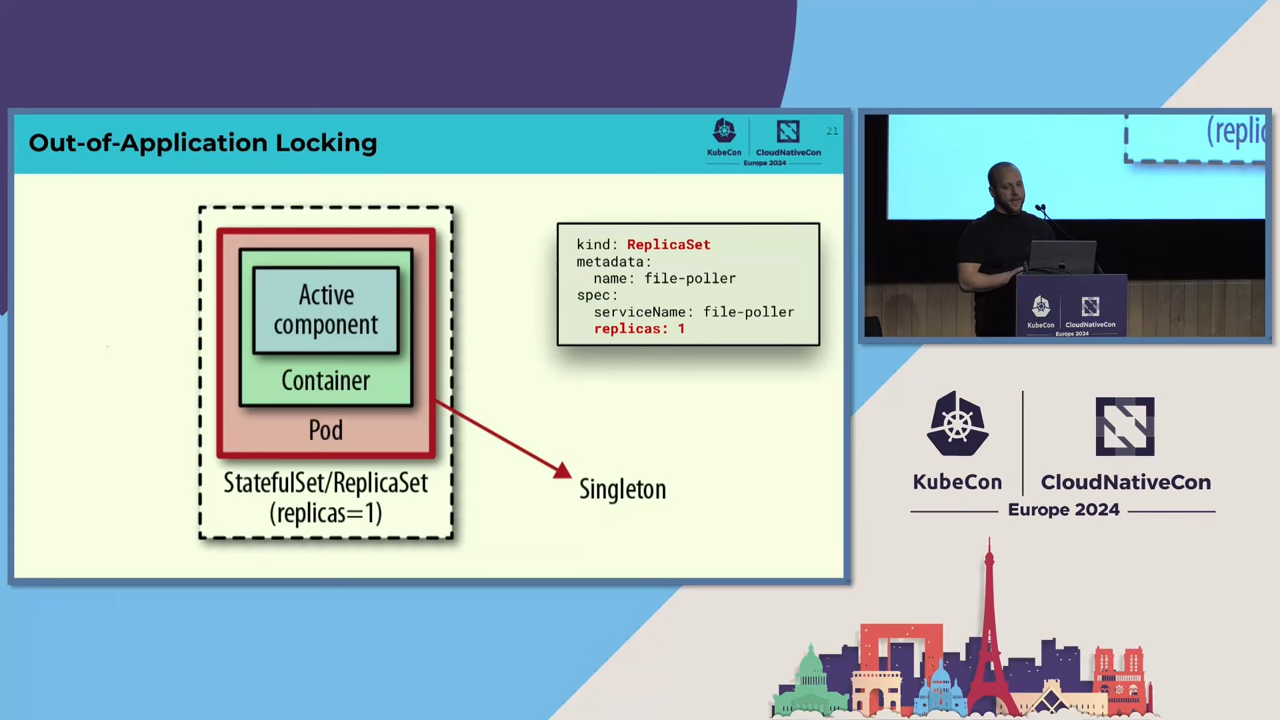 Out-of-Application Locking
KubeCon
CloudNativeCon
Europe 2024
21
Active
component
Container
Pod
StatefulSet/ReplicaSet
(replicas=1)
Singleton
kind: ReplicaSet
metadata:
name: file-poller
spec:
serviceName: file-poller
replicas: 1
(replic
KubeCon
CloudNativeCon
Europe 2024